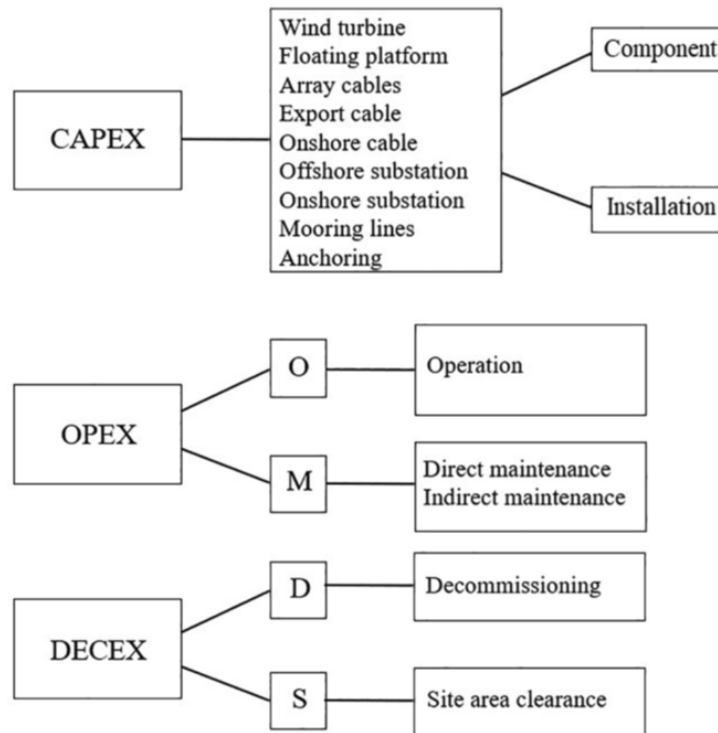 CAPEX
Wind turbine
Floating platform
Array cables
Export cable
Onshore cable
Offshore substation
Onshore substation
Mooring lines
Anchoring
Component
Installation
OPEX
O
Operation
M
Direct maintenance
Indirect maintenance
DECEX
D
Decommissioning
S
Site area clearance